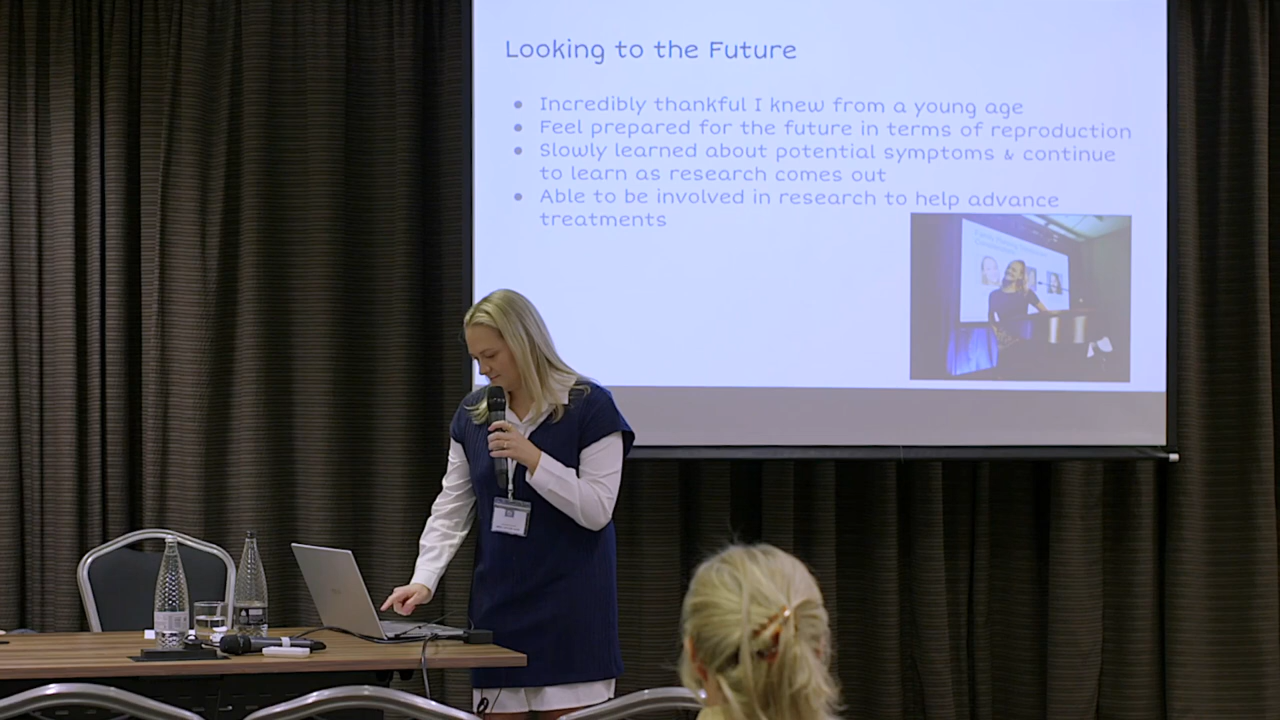 Looking to the Future
● Incredibly thankful I knew from a young age
● Feel prepared for the future in terms of reproduction
● Slowly learned about potential symptoms & continue
to learn as research comes out
● Able to be involved in research to help advance
treatments